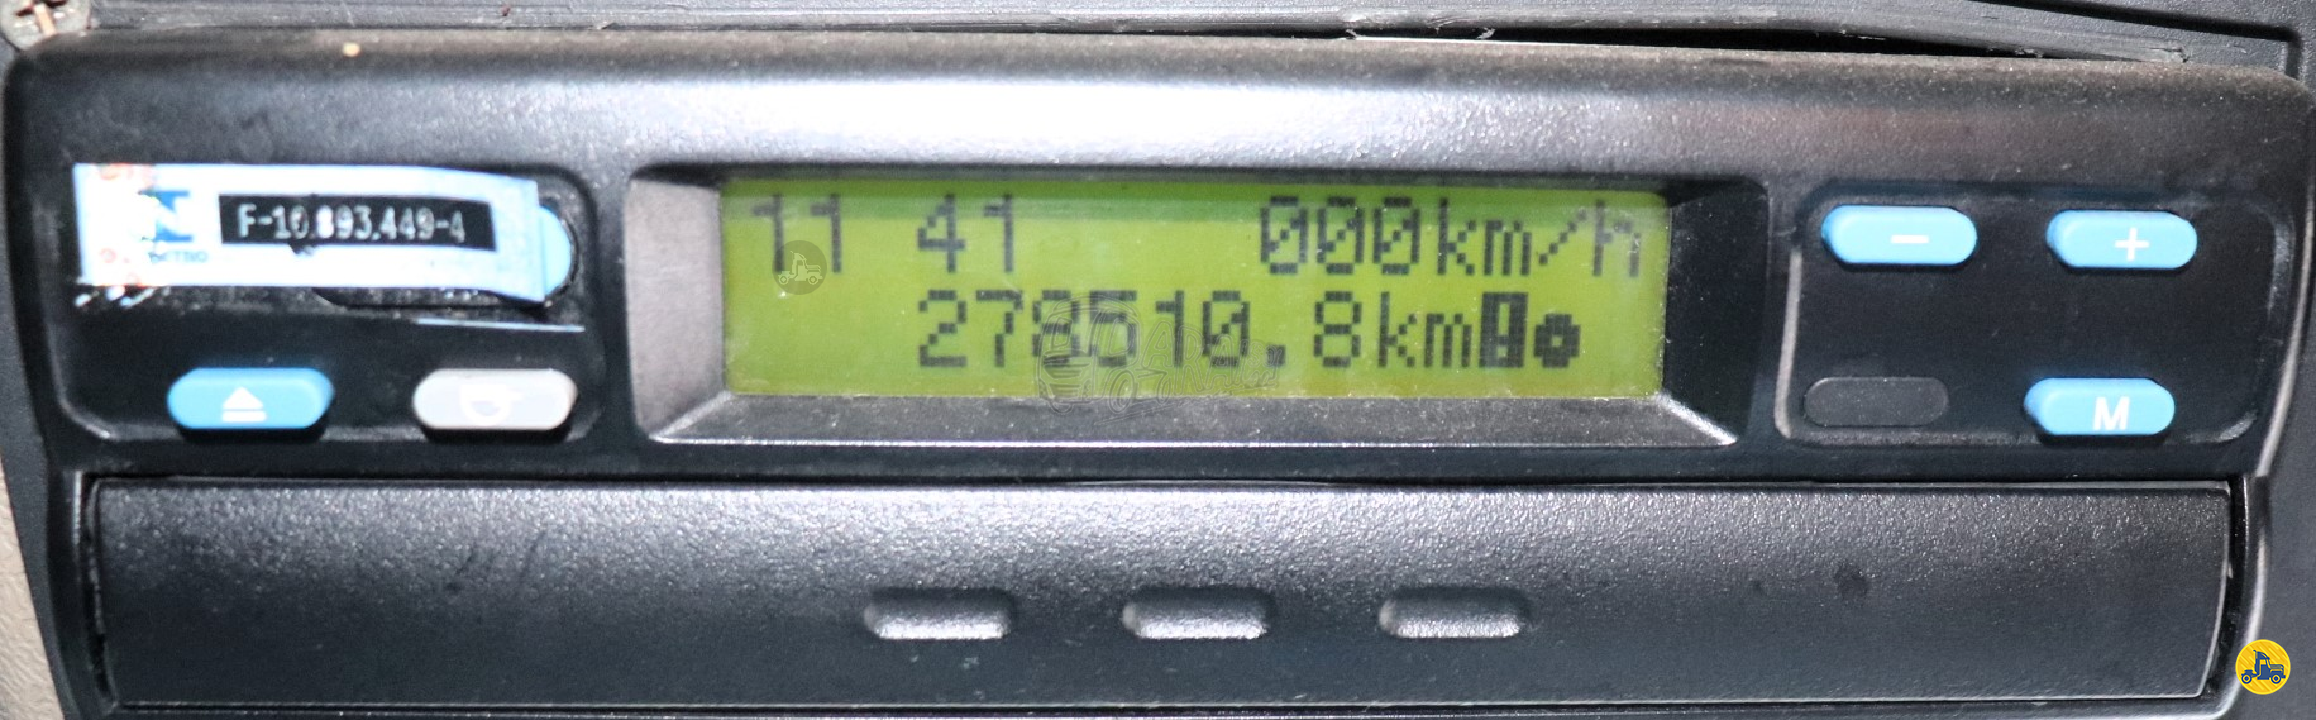 F-10.893.449-4
11 41 000km/h
278510,8km
− +
M